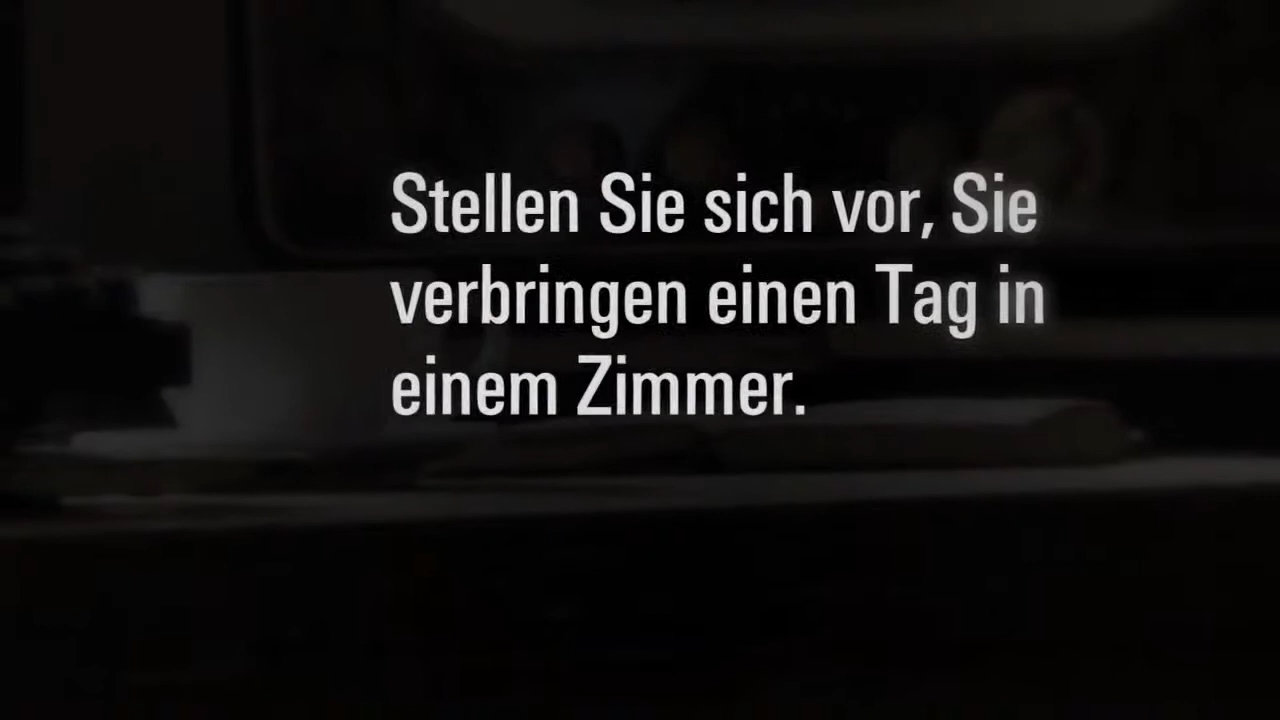 Stellen Sie sich vor, Sie
verbringen einen Tag in
einem Zimmer.